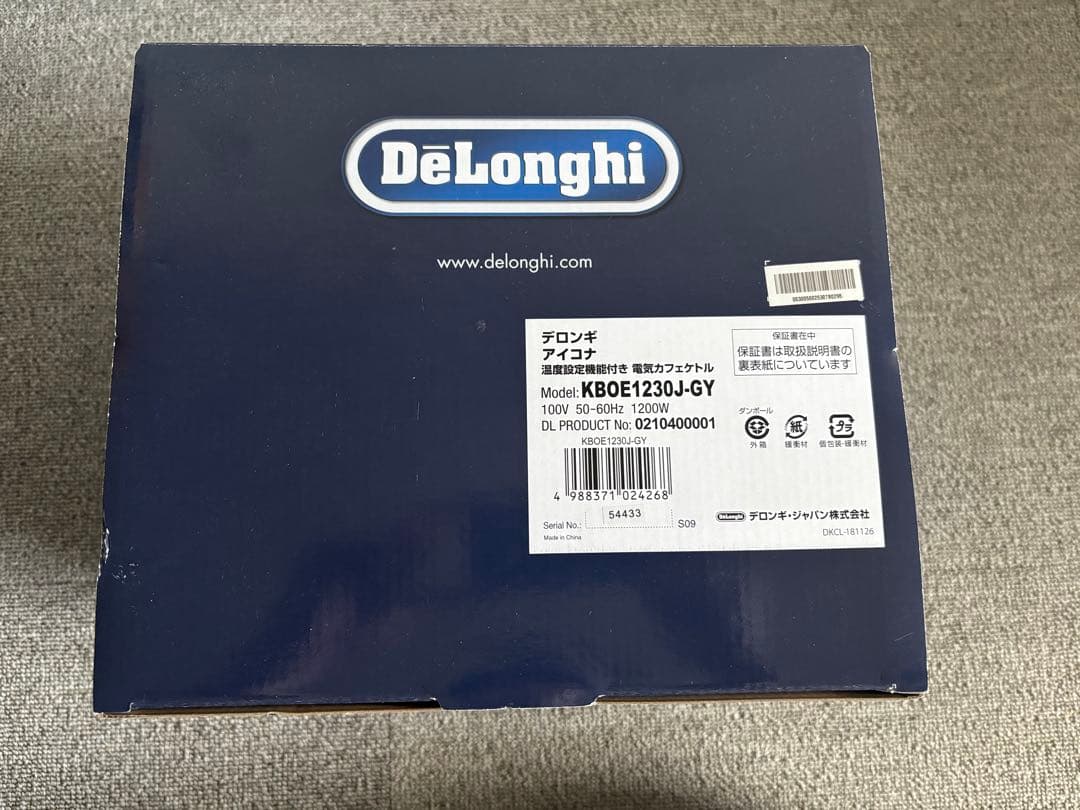 DēLonghi
www.delonghi.com
デロンギ
アイコナ
温度設定機能付き 電気カフェケトル
Model: KBOE1230J-GY
100V 50-60Hz 1200W
DL PRODUCT No: 0210400001
KBOE1230J-GY
4 988371 024268
Serial No.: 54433 S09
Made in China
保証書在中
保証書は取扱説明書の
裏表紙についています
ダンボール
外箱
紙
緩衝材
プラ
個包装・緩衝材
DēLonghi デロンギ・ジャパン株式会社
DKCL-181126